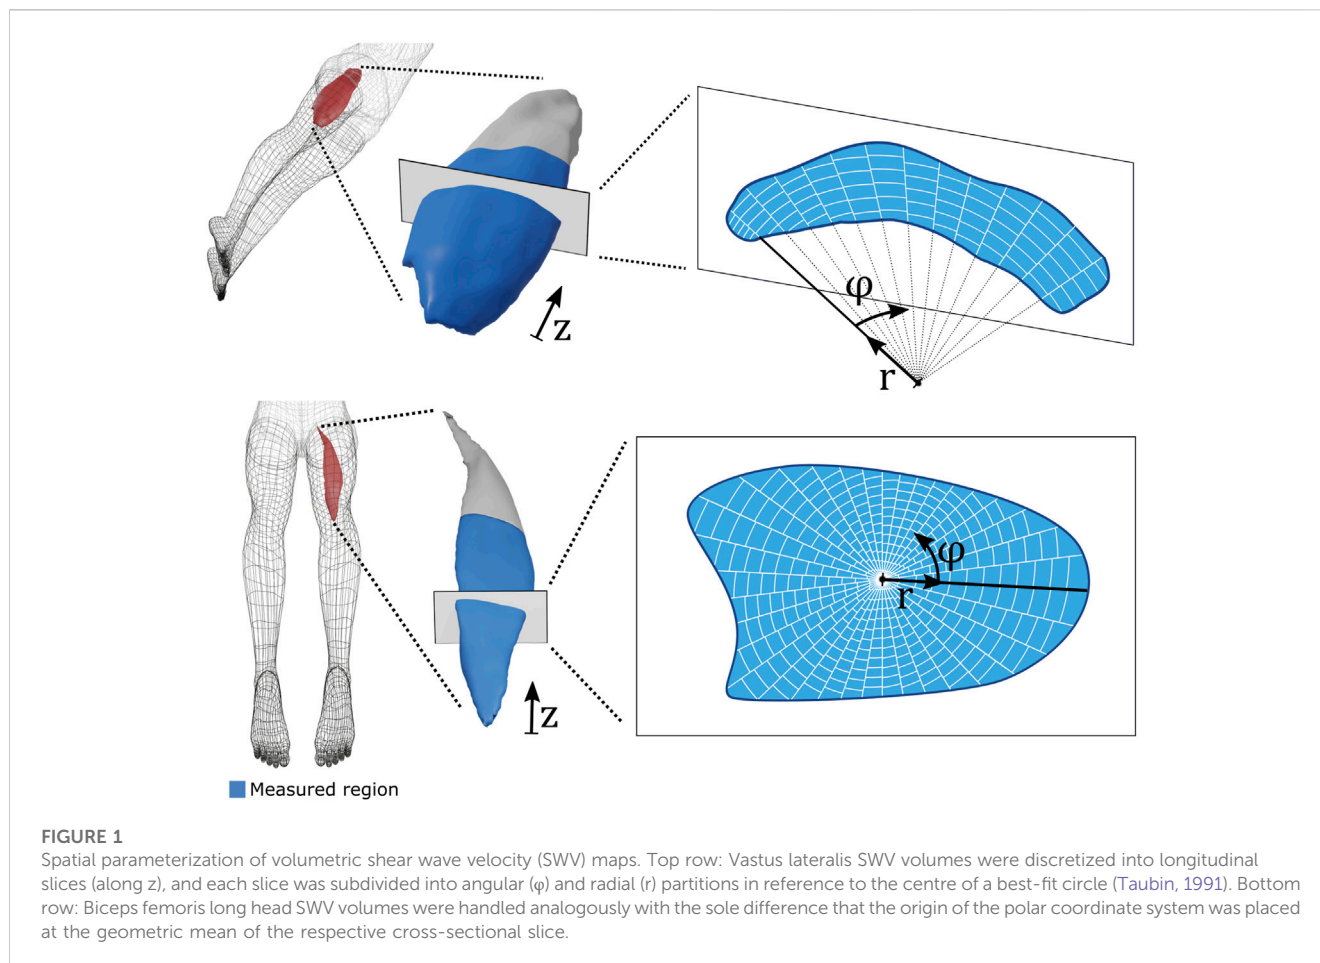 z
φ
r
z
φ
r
Measured region
FIGURE 1
Spatial parameterization of volumetric shear wave velocity (SWV) maps. Top row: Vastus lateralis SWV volumes were discretized into longitudinal
slices (along z), and each slice was subdivided into angular (φ) and radial (r) partitions in reference to the centre of a best-fit circle (Taubin, 1991). Bottom
row: Biceps femoris long head SWV volumes were handled analogously with the sole difference that the origin of the polar coordinate system was placed
at the geometric mean of the respective cross-sectional slice.